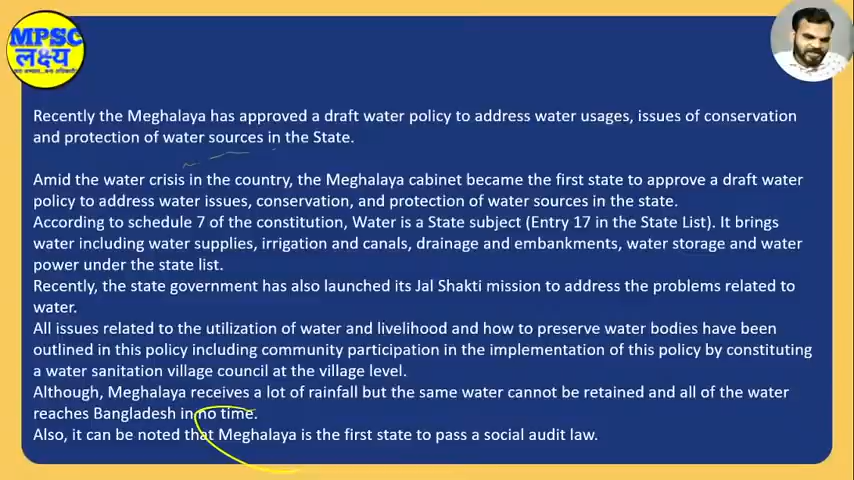 MPSC
लक्ष्य
Recently the Meghalaya has approved a draft water policy to address water usages, issues of conservation
and protection of water sources in the State.
Amid the water crisis in the country, the Meghalaya cabinet became the first state to approve a draft water
policy to address water issues, conservation, and protection of water sources in the state.
According to schedule 7 of the constitution, Water is a State subject (Entry 17 in the State List). It brings
water including water supplies, irrigation and canals, drainage and embankments, water storage and water
power under the state list.
Recently, the state government has also launched its Jal Shakti mission to address the problems related to
water.
All issues related to the utilization of water and livelihood and how to preserve water bodies have been
outlined in this policy including community participation in the implementation of this policy by constituting
a water sanitation village council at the village level.
Although, Meghalaya receives a lot of rainfall but the same water cannot be retained and all of the water
reaches Bangladesh in no time.
Also, it can be noted that Meghalaya is the first state to pass a social audit law.